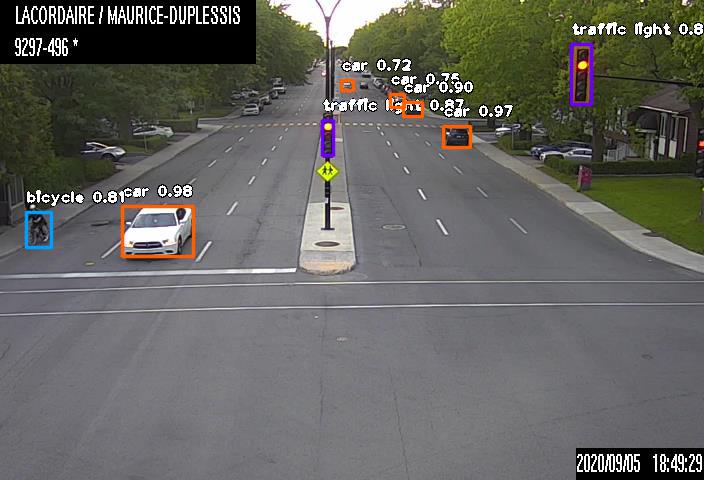 LACORDAIRE / MAURICE-DUPLESSIS
9297-496 *
traffic light 0.8
car 0.72
car 0.75
car 0.90
traffic light 0.87
car 0.97
bicycle 0.81
car 0.98
2020/09/05 18:49:29